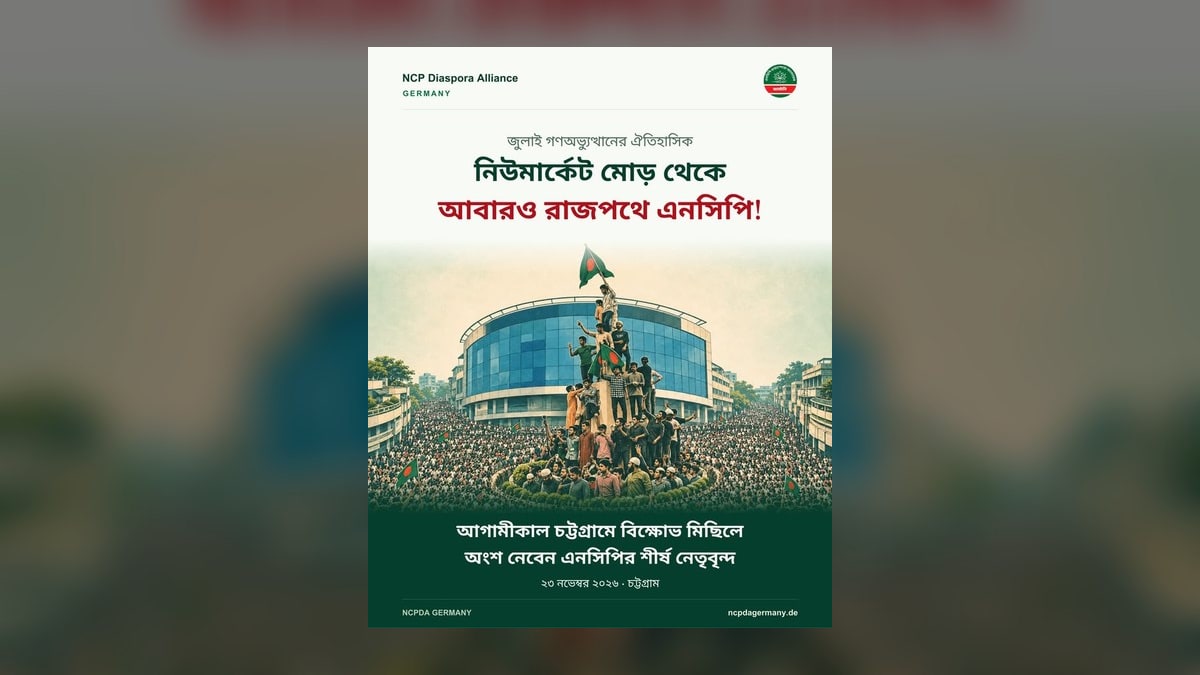 NCP Diaspora Alliance
GERMANY
জুলাই গণঅভ্যুত্থানের ঐতিহাসিক
নিউমার্কেট মোড় থেকে
আবারও রাজপথে এনসিপি!
আগামীকাল চট্টগ্রামে বিক্ষোভ মিছিলে
অংশ নেবেন এনসিপির শীর্ষ নেতৃবৃন্দ
২৩ নভেম্বর ২০২৬ · চট্টগ্রাম
NCPDA GERMANY
ncpdagermany.de